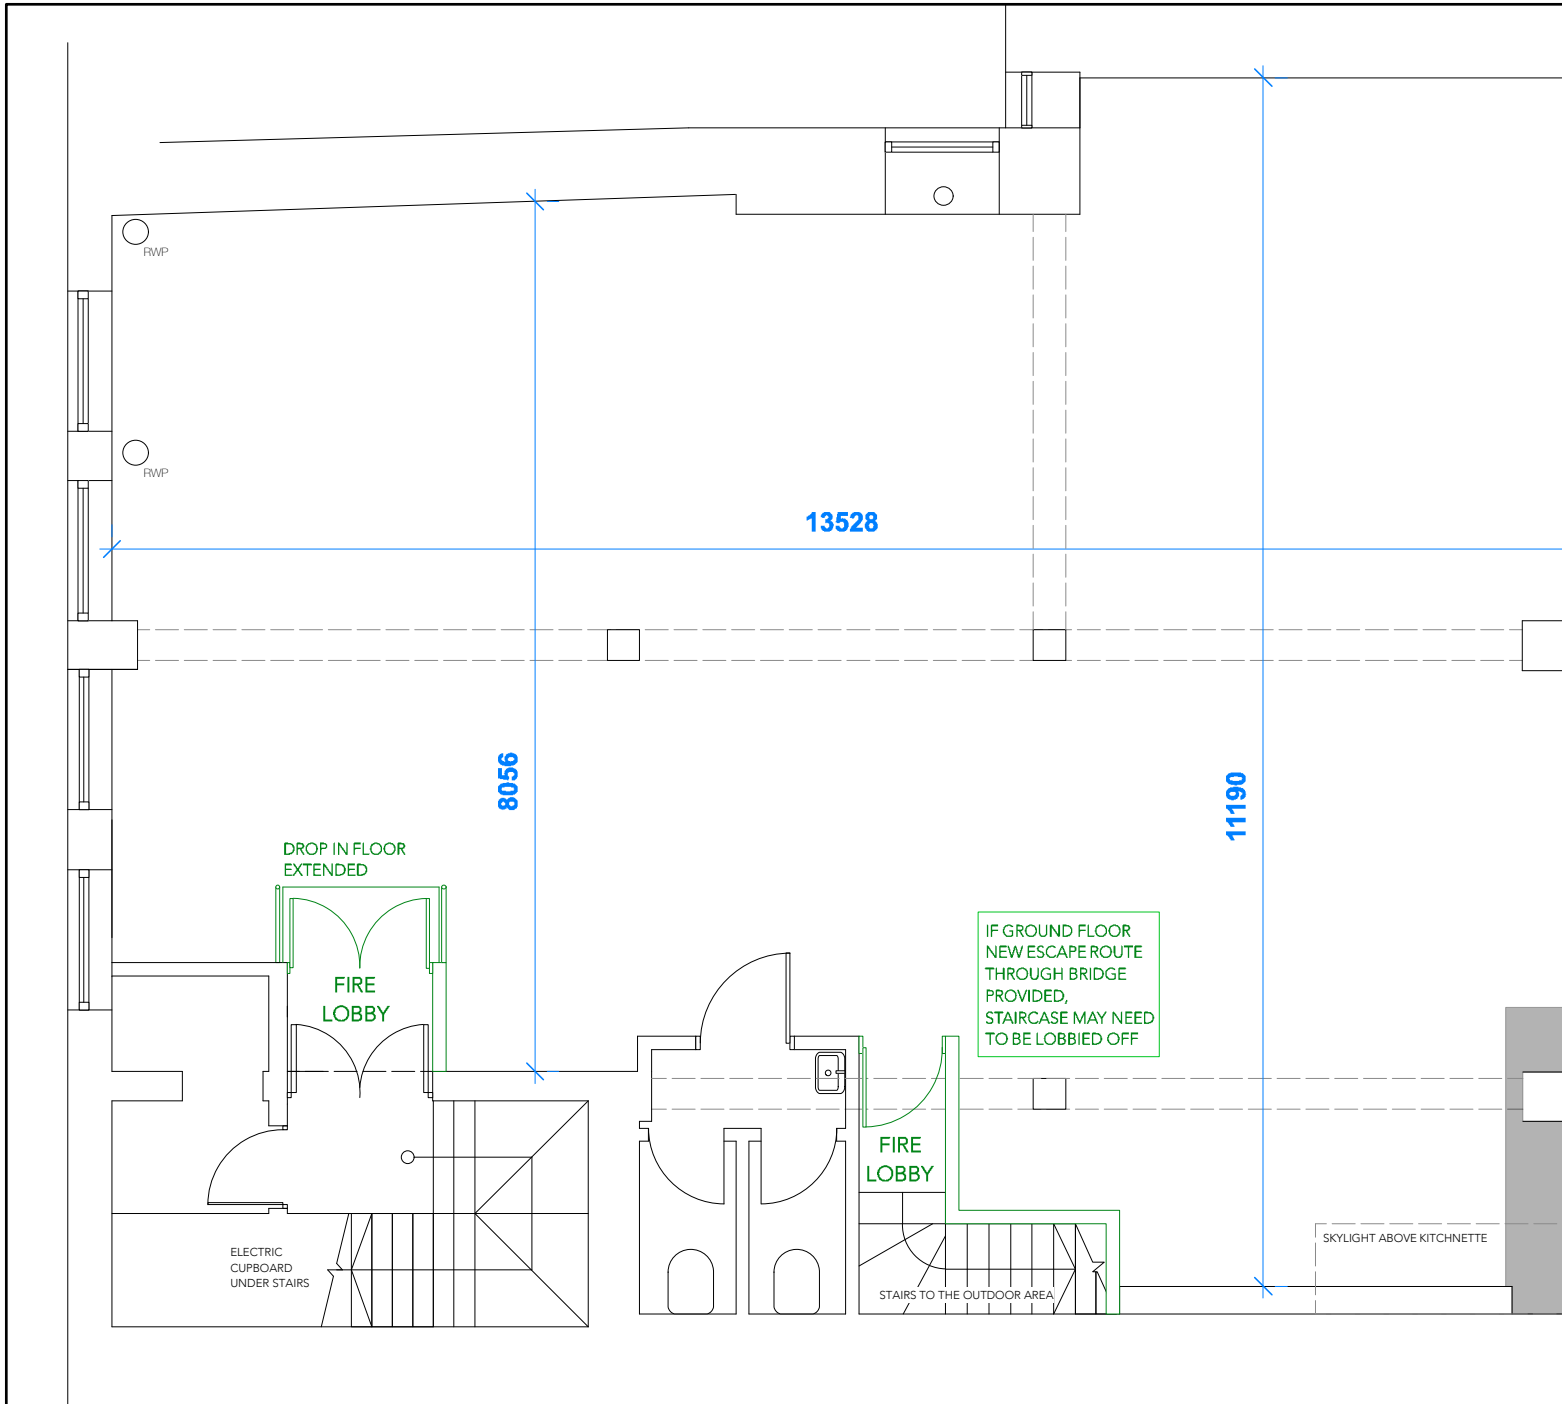 RWP
RWP
13528
8056
11190
DROP IN FLOOR
EXTENDED
FIRE
LOBBY
IF GROUND FLOOR
NEW ESCAPE ROUTE
THROUGH BRIDGE
PROVIDED,
STAIRCASE MAY NEED
TO BE LOBBIED OFF
FIRE
LOBBY
ELECTRIC
CUPBOARD
UNDER STAIRS
STAIRS TO THE OUTDOOR AREA
SKYLIGHT ABOVE KITCHNETTE